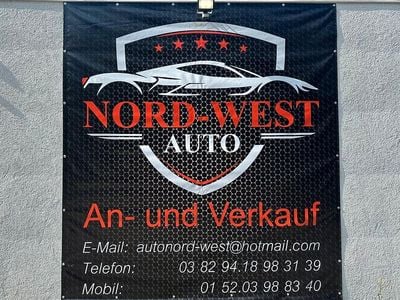 NORD-WEST
AUTO
An- und Verkauf
E-Mail: autonord-west@hotmail.com
Telefon: 03 82 94.18 98 31 39
Mobil: 01 52.03 98 83 40